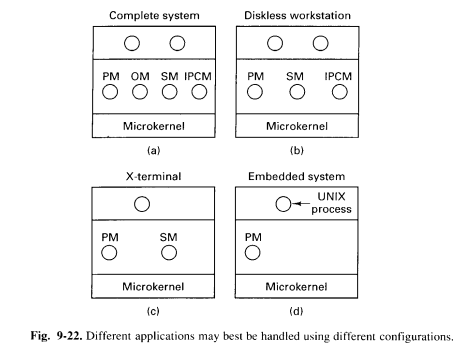 Complete system
Diskless workstation
PM OM SM IPCM
PM SM IPCM
Microkernel
Microkernel
(a)
(b)
X-terminal
Embedded system
UNIX
process
PM SM
PM
Microkernel
Microkernel
(c)
(d)
Fig. 9-22. Different applications may best be handled using different configurations.